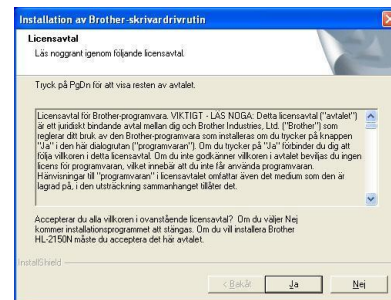 Installation av Brother-skrivardrivrutin
Licensavtal
Läs noggrant igenom följande licensavtal.
Tryck på PgDn för att visa resten av avtalet.
Licensavtal för Brother-programvara. VIKTIGT - LÄS NOGA: Detta licensavtal ("avtalet")
är ett juridiskt bindande avtal mellan dig och Brother Industries, Ltd. ("Brother") som
reglerar ditt bruk av den Brother-programvara som installeras om du trycker på knappen
"Ja" i den här dialogrutan ("programvaran"). Om du trycker på "Ja" förbinder du dig att
följa villkoren i detta licensavtal. Om du inte godkänner villkoren i avtalet beviljas du ingen
licens för programvaran, vilket innebär att du inte får använda programvaran.
Hänvisningar till "programvaran" i licensavtalet omfattar även det medium som den är
lagrad på, i den utsträckning sammanhanget tillåter det.
Accepterar du alla villkoren i ovanstående licensavtal? Om du väljer Nej
kommer installationsprogrammet att stängas. Om du vill installera Brother
HL-2150N måste du acceptera det här avtalet.
InstallShield
< Bakåt
Ja
Nej